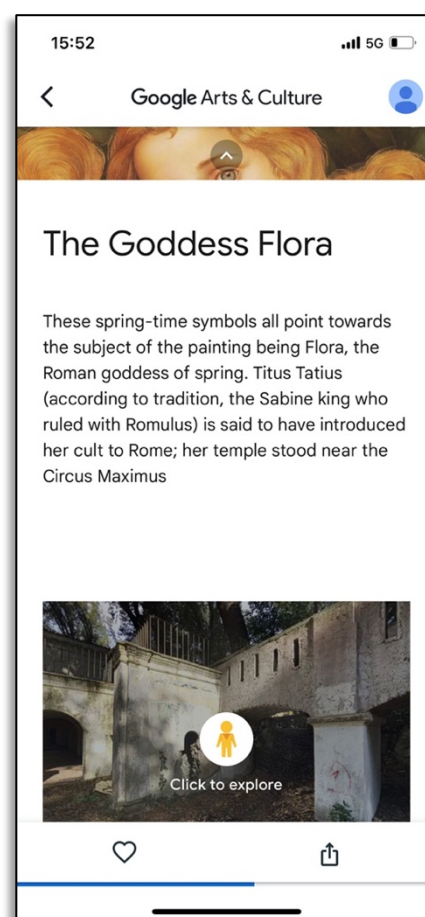 15:52
5G
Google Arts & Culture
The Goddess Flora
These spring-time symbols all point towards
the subject of the painting being Flora, the
Roman goddess of spring. Titus Tatius
(according to tradition, the Sabine king who
ruled with Romulus) is said to have introduced
her cult to Rome; her temple stood near the
Circus Maximus
Click to explore